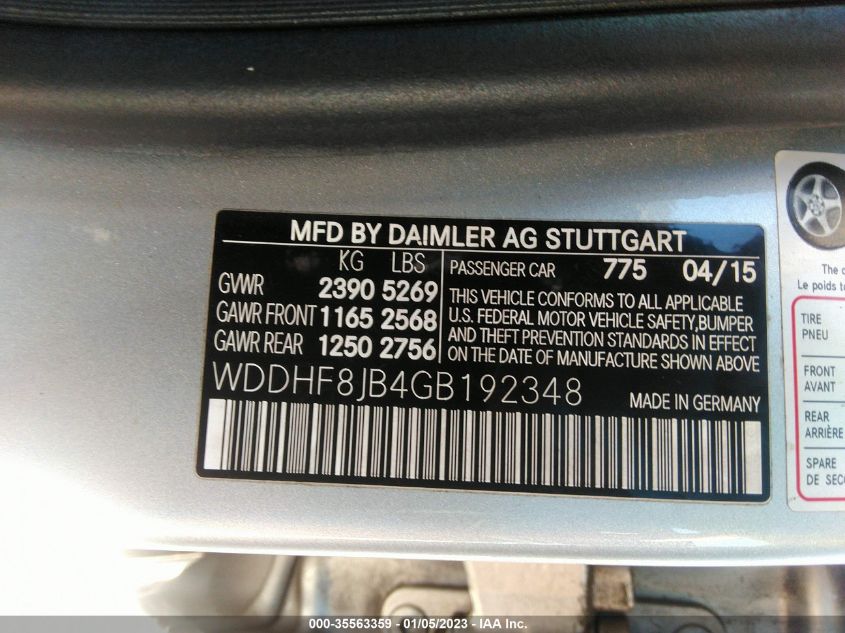 MFD BY DAIMLER AG STUTTGART
KG LBS
GVWR 2390 5269
GAWR FRONT 1165 2568
GAWR REAR 1250 2756
PASSENGER CAR 775 04/15
THIS VEHICLE CONFORMS TO ALL APPLICABLE
U.S. FEDERAL MOTOR VEHICLE SAFETY,BUMPER
AND THEFT PREVENTION STANDARDS IN EFFECT
ON THE DATE OF MANUFACTURE SHOWN ABOVE
WDDHF8JB4GB192348
MADE IN GERMANY
The
Le poids
TIRE
PNEU
FRONT
AVANT
REAR
ARRIÈRE
SPARE
DE
000-35563359 - 01/05/2023 - IAA Inc.